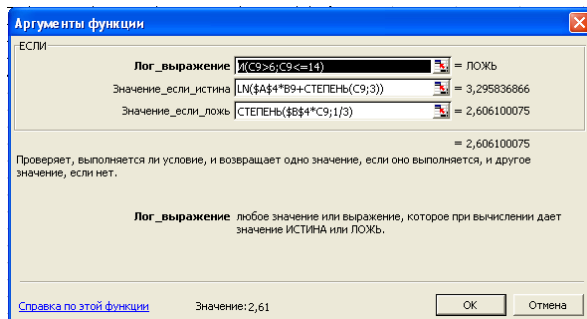 Аргументы функции
ЕСЛИ
Лог_выражение И(C9>6;C9<=14) = ЛОЖЬ
Значение_если_истина LN($A$4*B9+СТЕПЕНЬ(C9;3)) = 3,295836866
Значение_если_ложь СТЕПЕНЬ($B$4*C9;1/3) = 2,606100075
= 2,606100075
Проверяет, выполняется ли условие, и возвращает одно значение, если оно выполняется, и другое
значение, если нет.
Лог_выражение любое значение или выражение, которое при вычислении дает
значение ИСТИНА или ЛОЖЬ.
Справка по этой функции Значение:2,61 ОК Отмена